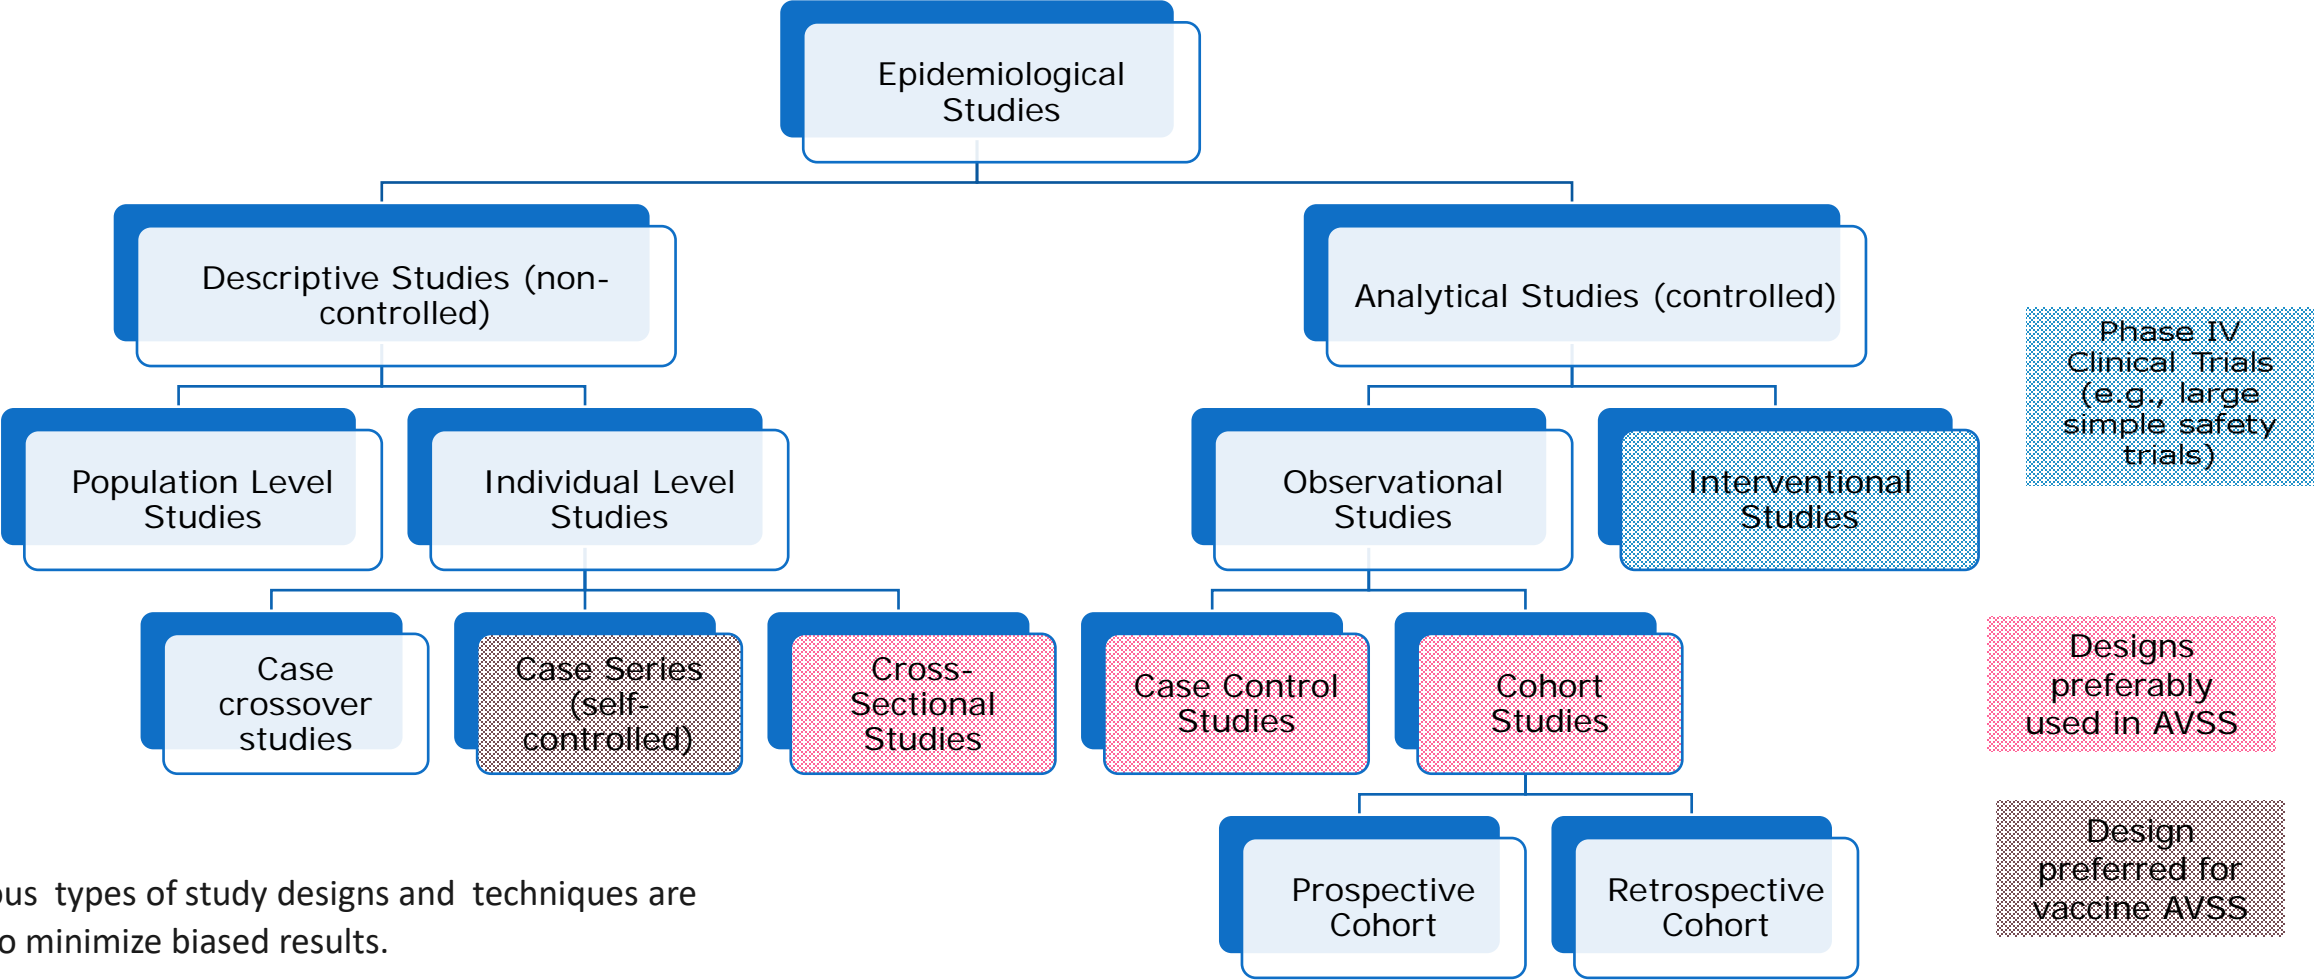 Epidemiological
Studies
Descriptive Studies (non-
controlled)
Analytical Studies (controlled)
Phase IV
Clinical Trials
(e.g., large
simple safety
trials)
Population Level
Studies
Individual Level
Studies
Observational
Studies
Interventional
Studies
Case
crossover
studies
Case Series
(self-
controlled)
Cross-
Sectional
Studies
Case Control
Studies
Cohort
Studies
Designs
preferably
used in AVSS
Prospective
Cohort
Retrospective
Cohort
Design
preferred for
vaccine AVSS
types of study designs and techniques are
minimize biased results.